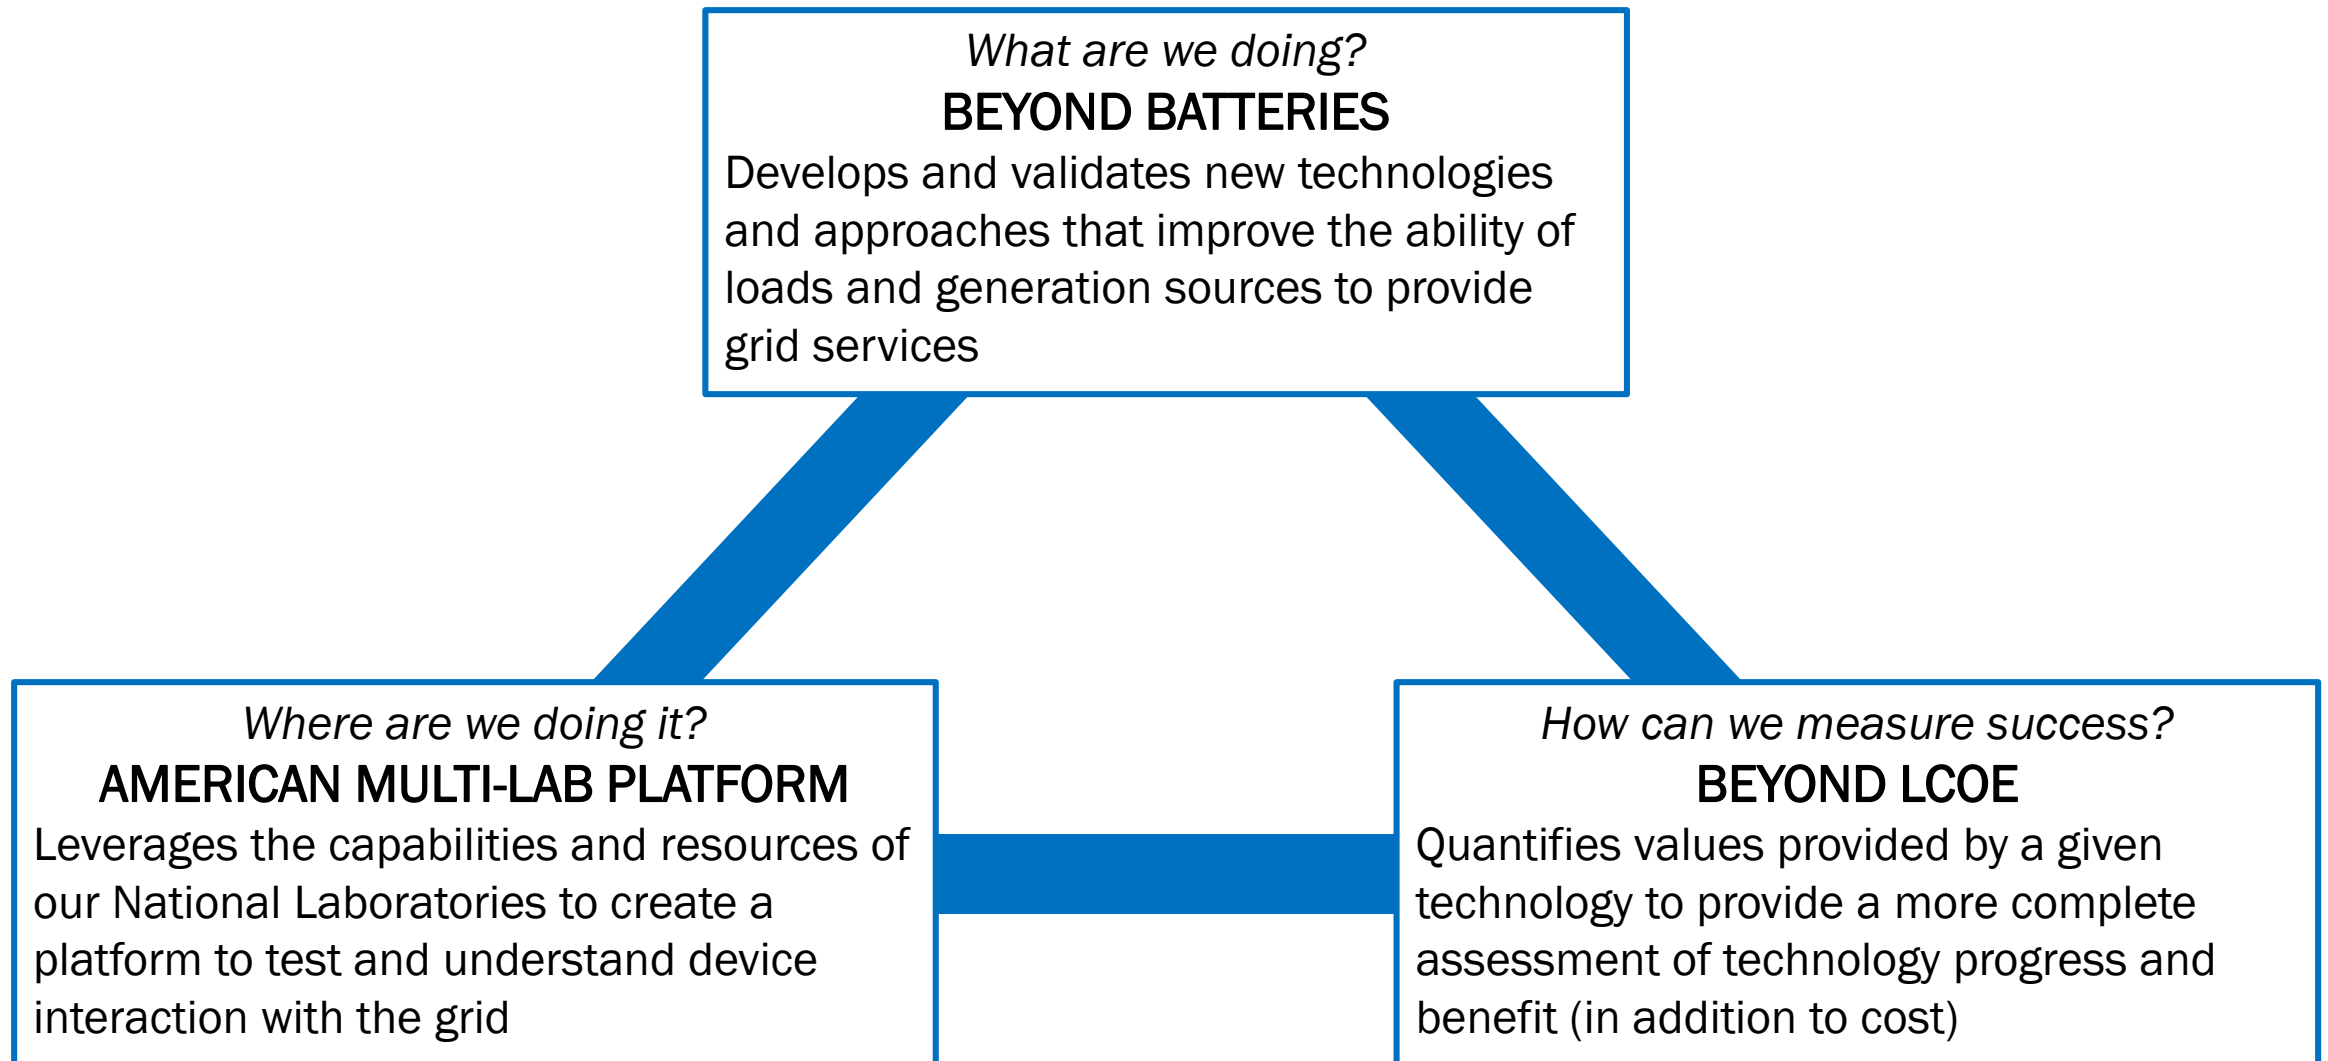 What are we doing?
BEYOND BATTERIES
Develops and validates new technologies
and approaches that improve the ability of
loads and generation sources to provide
grid services
Where are we doing it?
AMERICAN MULTI-LAB PLATFORM
Leverages the capabilities and resources of
our National Laboratories to create a
platform to test and understand device
interaction with the grid
How can we measure success?
BEYOND LCOE
Quantifies values provided by a given
technology to provide a more complete
assessment of technology progress and
benefit (in addition to cost)